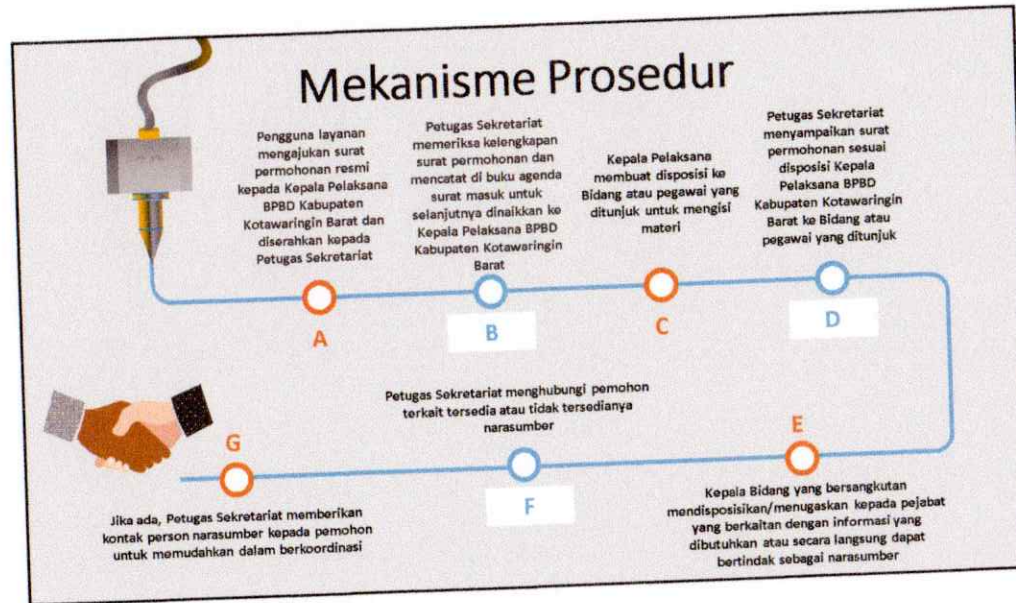 Mekanisme Prosedur
Pengguna layanan
mengajukan surat
permohonan resmi
kepada Kepala Pelaksana
BPBD Kabupaten
Kotawaringin Barat dan
diserahkan kepada
Petugas Sekretariat
A
Petugas Sekretariat
memeriksa kelengkapan
surat permohonan dan
mencatat di buku agenda
surat masuk untuk
selanjutnya dinaikkan ke
Kepala Pelaksana BPBD
Kabupaten Kotawaringin
Barat
B
Kepala Pelaksana
membuat disposisi ke
Bidang atau pegawai yang
ditunjuk untuk mengisi
materi
C
Petugas Sekretariat
menyampaikan surat
permohonan sesuai
disposisi Kepala
Pelaksana BPBD
Kabupaten Kotawaringin
Barat ke Bidang atau
pegawai yang ditunjuk
D
E
Kepala Bidang yang bersangkutan
mendisposisikan/menugaskan kepada pejabat
yang berkaitan dengan informasi yang
dibutuhkan atau secara langsung dapat
bertindak sebagai narasumber
Petugas Sekretariat menghubungi pemohon
terkait tersedia atau tidak tersedianya
narasumber
F
G
Jika ada, Petugas Sekretariat memberikan
kontak person narasumber kepada pemohon
untuk memudahkan dalam berkoordinasi